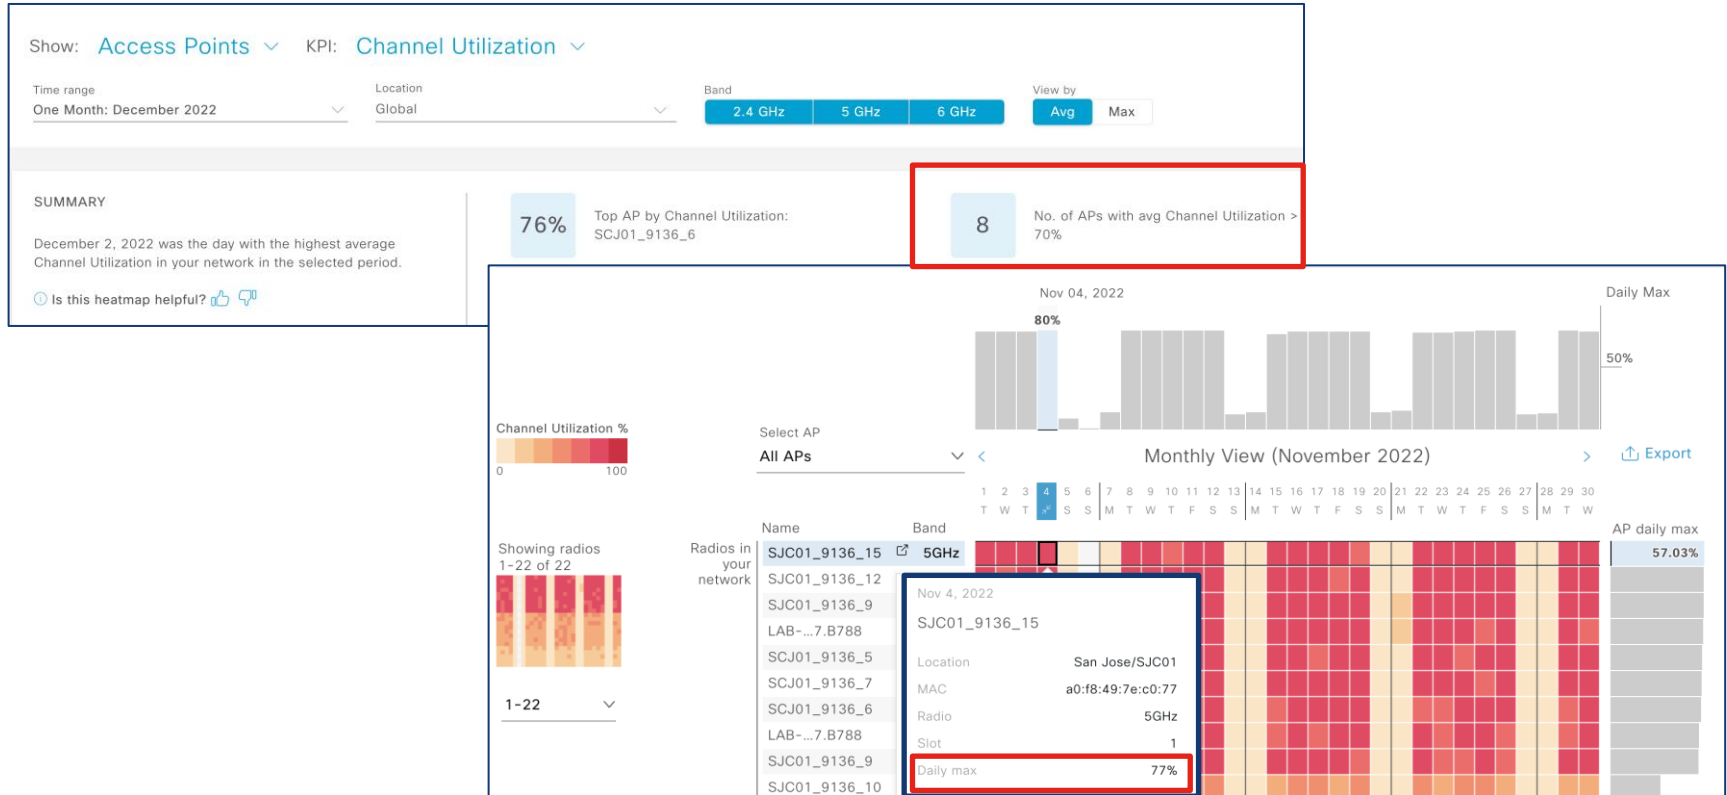 Show: Access Points KPI: Channel Utilization
Time range
One Month: December 2022
Location
Global
Band
2.4 GHz 5 GHz 6 GHz
View by
Avg Max
SUMMARY
December 2, 2022 was the day with the highest average
Channel Utilization in your network in the selected period.
Is this heatmap helpful?
76%
Top AP by Channel Utilization:
SCJ01_9136_6
8
No. of APs with avg Channel Utilization >
70%
Nov 04, 2022
80%
Daily Max
50%
Channel Utilization %
0 100
Select AP
All APs
Monthly View (November 2022)
Export
1 2 3 4 5 6 7 8 9 10 11 12 13 14 15 16 17 18 19 20 21 22 23 24 25 26 27 28 29 30
T W T S S M T W T F S S M T W T F S S M T W T F S S M T W
Name Band
AP daily max
Showing radios
1-22 of 22
1-22
Radios in
your
network
SJC01_9136_15 5GHz
57.03%
SJC01_9136_12
SJC01_9136_9
LAB-...7.B788
SCJ01_9136_5
SCJ01_9136_7
SCJ01_9136_6
LAB-...7.B788
SJC01_9136_9
SJC01_9136_10
Nov 4, 2022
SJC01_9136_15
Location San Jose/SJC01
MAC a0:f8:49:7e:c0:77
Radio 5GHz
Slot 1
Daily max 77%